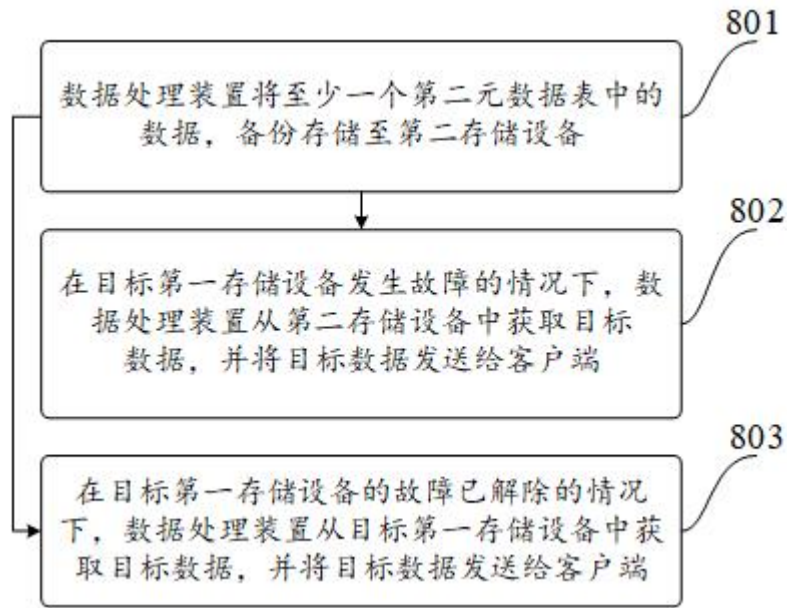 801
数据处理装置将至少一个第二元数据表中的
数据，备份存储至第二存储设备
802
在目标第一存储设备发生故障的情况下，数
据处理装置从第二存储设备中获取目标
数据，并将目标数据发送给客户端
803
在目标第一存储设备的故障已解除的情况
下，数据处理装置从目标第一存储设备中获
取目标数据，并将目标数据发送给客户端